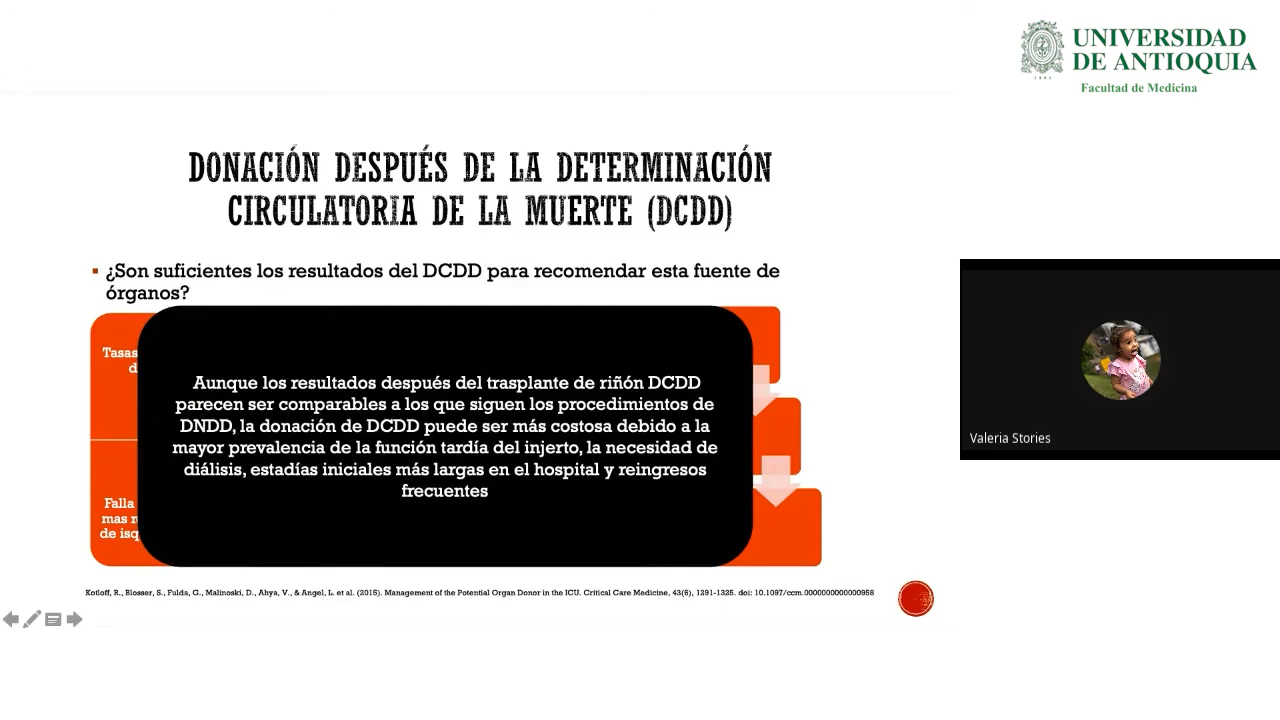 UNIVERSIDAD
DE ANTIOQUIA
1803
Facultad de Medicina
DONACIÓN DESPUÉS DE LA DETERMINACIÓN
CIRCULATORIA DE LA MUERTE (DCDD)
¿Son suficientes los resultados del DCDD para recomendar esta fuente de
órganos?
Tasas
d
Aunque los resultados después del trasplante de riñón DCDD
parecen ser comparables a los que siguen los procedimientos de
DNDD, la donación de DCDD puede ser más costosa debido a la
mayor prevalencia de la función tardía del injerto, la necesidad de
diálisis, estadías iniciales más largas en el hospital y reingresos
frecuentes
Falla
mas r
de isq
Valeria Stories
Kotloff, R., Blosser, S., Fulda, G., Malinoski, D., Ahya, V., & Angel, L. et al. (2015). Management of the Potential Organ Donor in the ICU. Critical Care Medicine, 43(6), 1291-1325. doi: 10.1097/ccm.0000000000000958